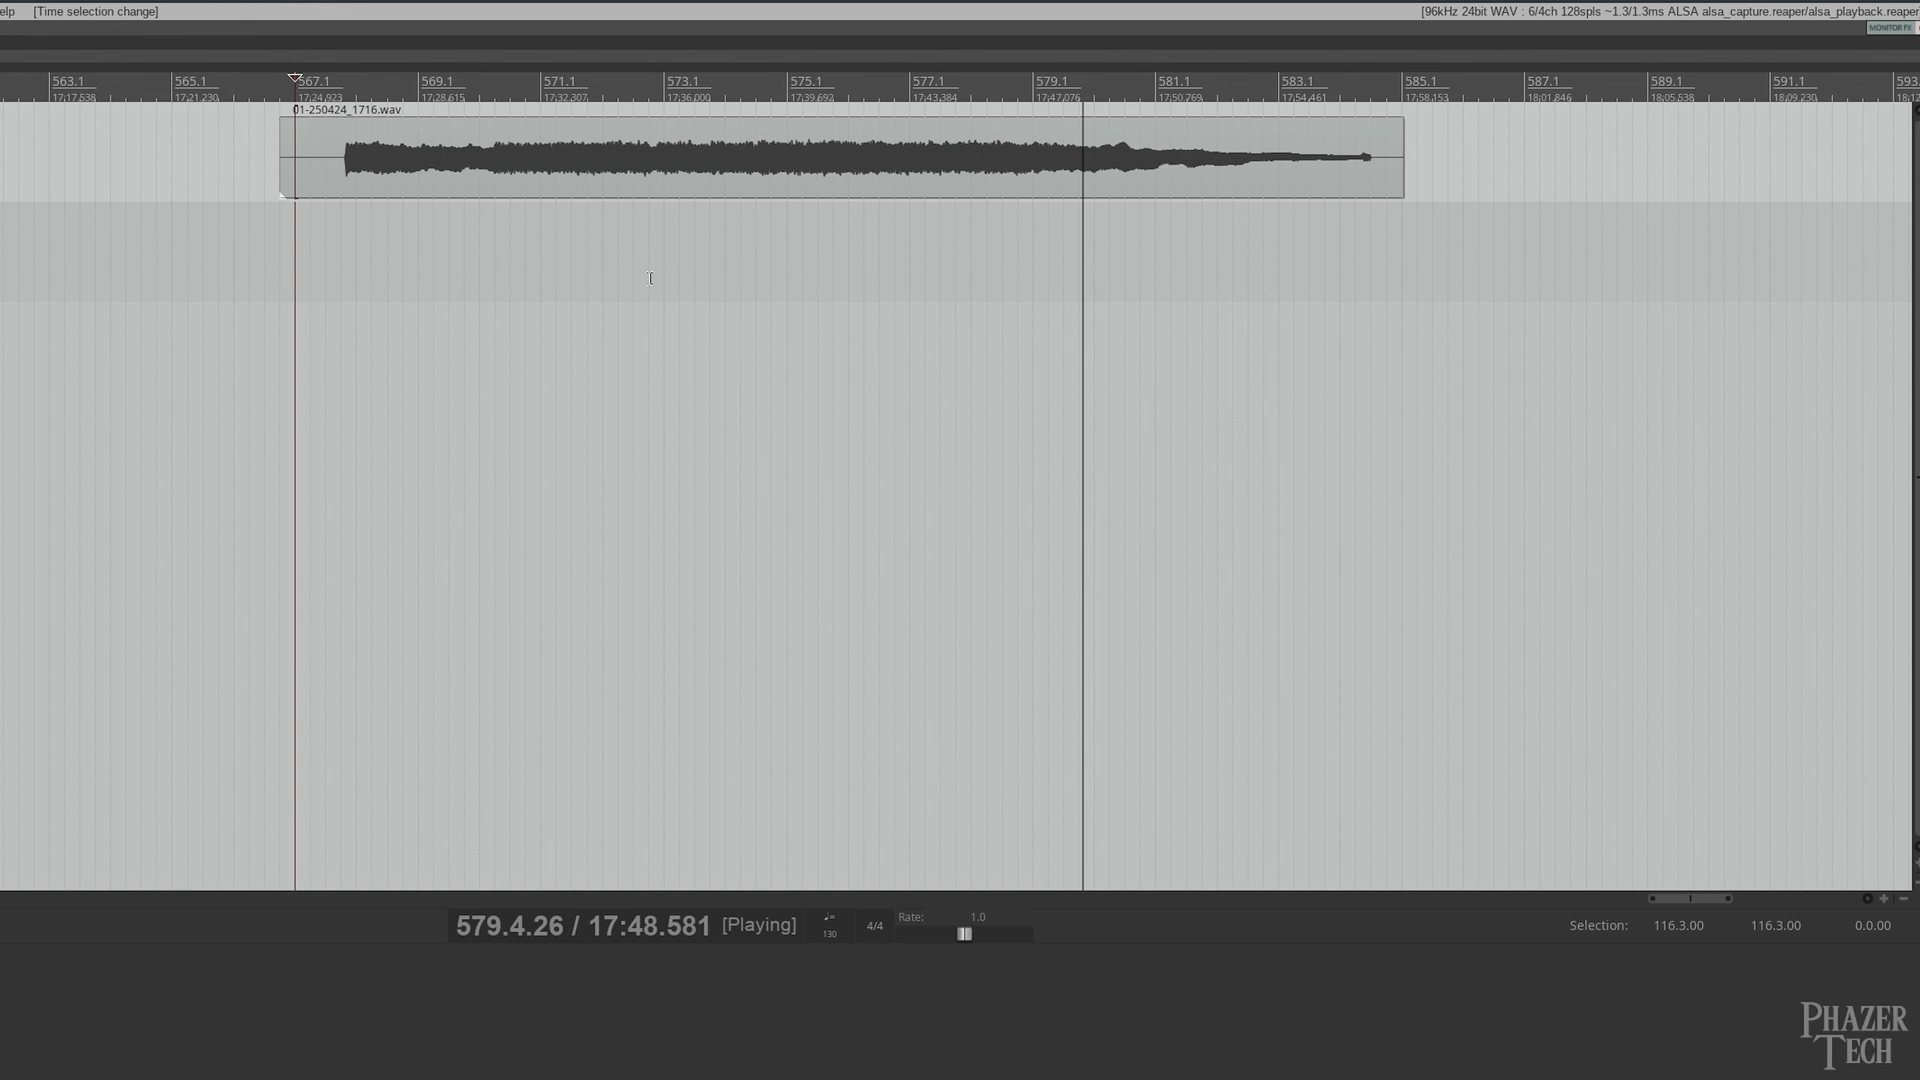 elp [Time selection change] [96kHz 24bit WAV : 6/4ch 128spls ~1.3/1.3ms ALSA alsa_capture.reaper/alsa_playback.reaper
MONITOR FX
563.1 565.1 567.1 569.1 571.1 573.1 575.1 577.1 579.1 581.1 583.1 585.1 587.1 589.1 591.1 593
17:17.538 17:21.230 17:24.923 17:28.615 17:32.307 17:36.000 17:39.692 17:43.384 17:47.076 17:50.769 17:54.461 17:58.153 18:01.846 18:05.538 18:09.230 18:12
01-250424_1716.wav
579.4.26 / 17:48.581 [Playing] ♩= 130 4/4 Rate: 1.0 Selection: 116.3.00 116.3.00 0.0.00
PHAZER
TECH